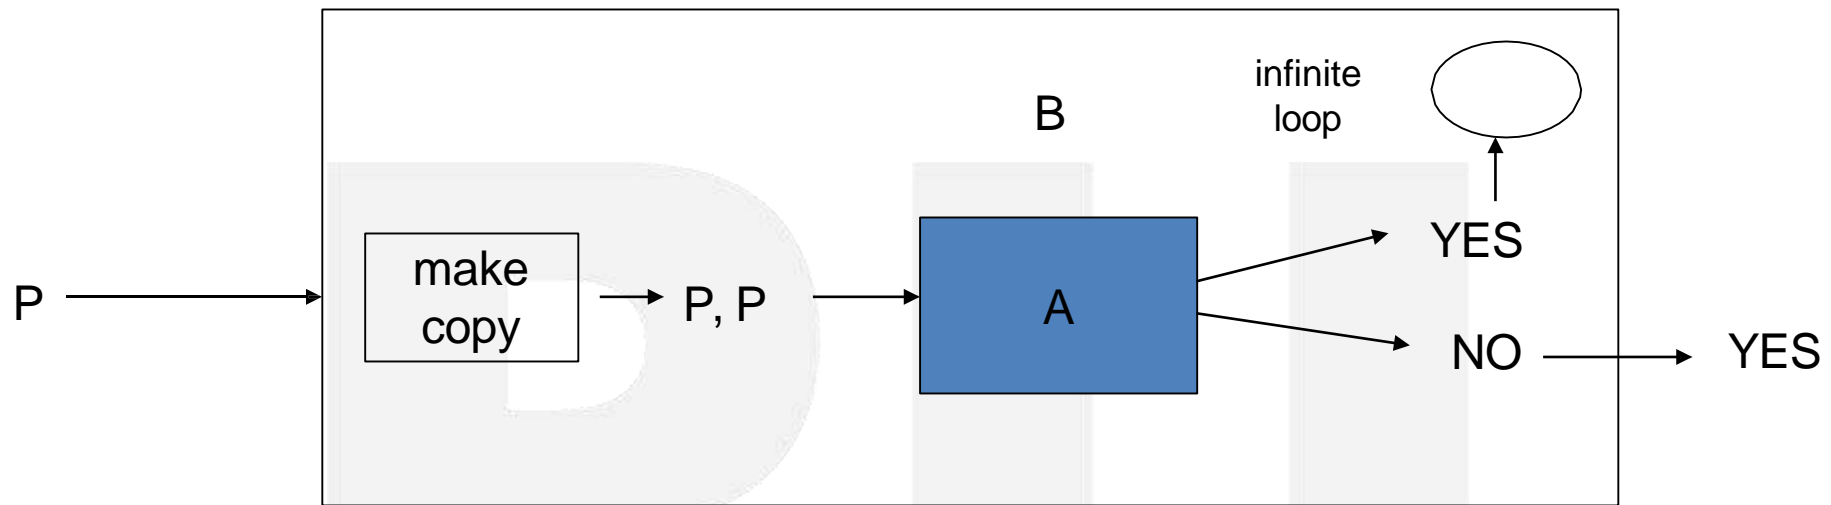 infinite
loop
B
YES
make
copy
P
P, P
A
NO
YES